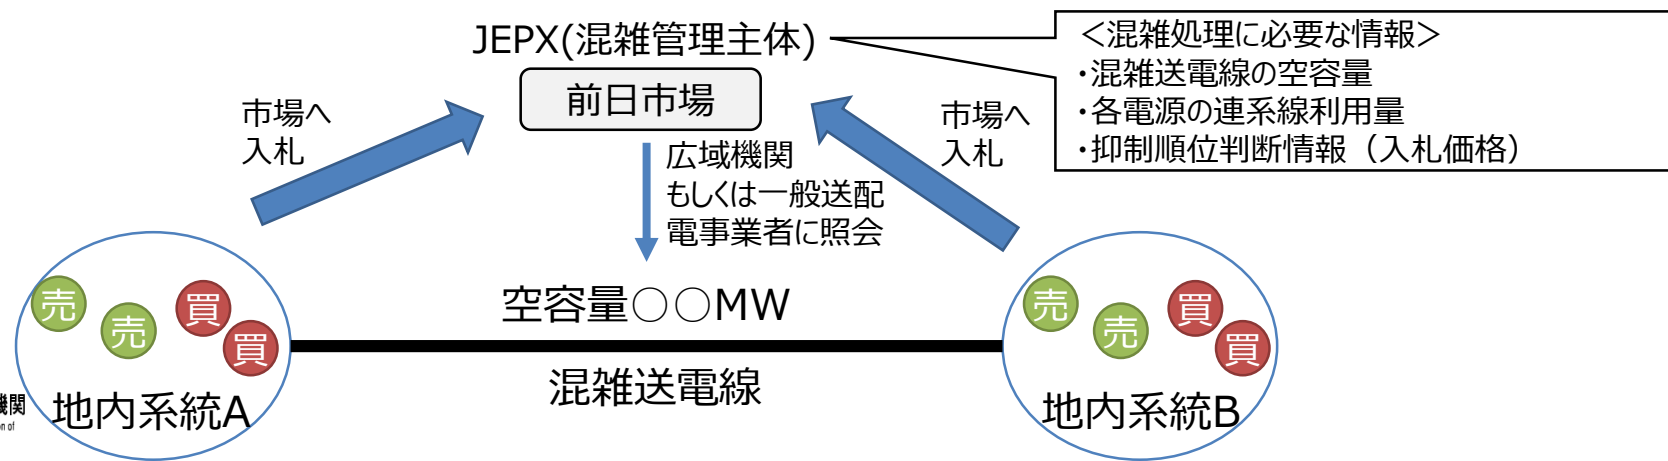 JEPX(混雑管理主体)
前日市場
＜混雑処理に必要な情報＞
・混雑送電線の空容量
・各電源の連系線利用量
・抑制順位判断情報（入札価格）
市場へ
入札
市場へ
入札
広域機関
もしくは一般送配
電事業者に照会
空容量○○MW
混雑送電線
売
売
買
買
地内系統A
売
売
買
買
地内系統B
機関
on of